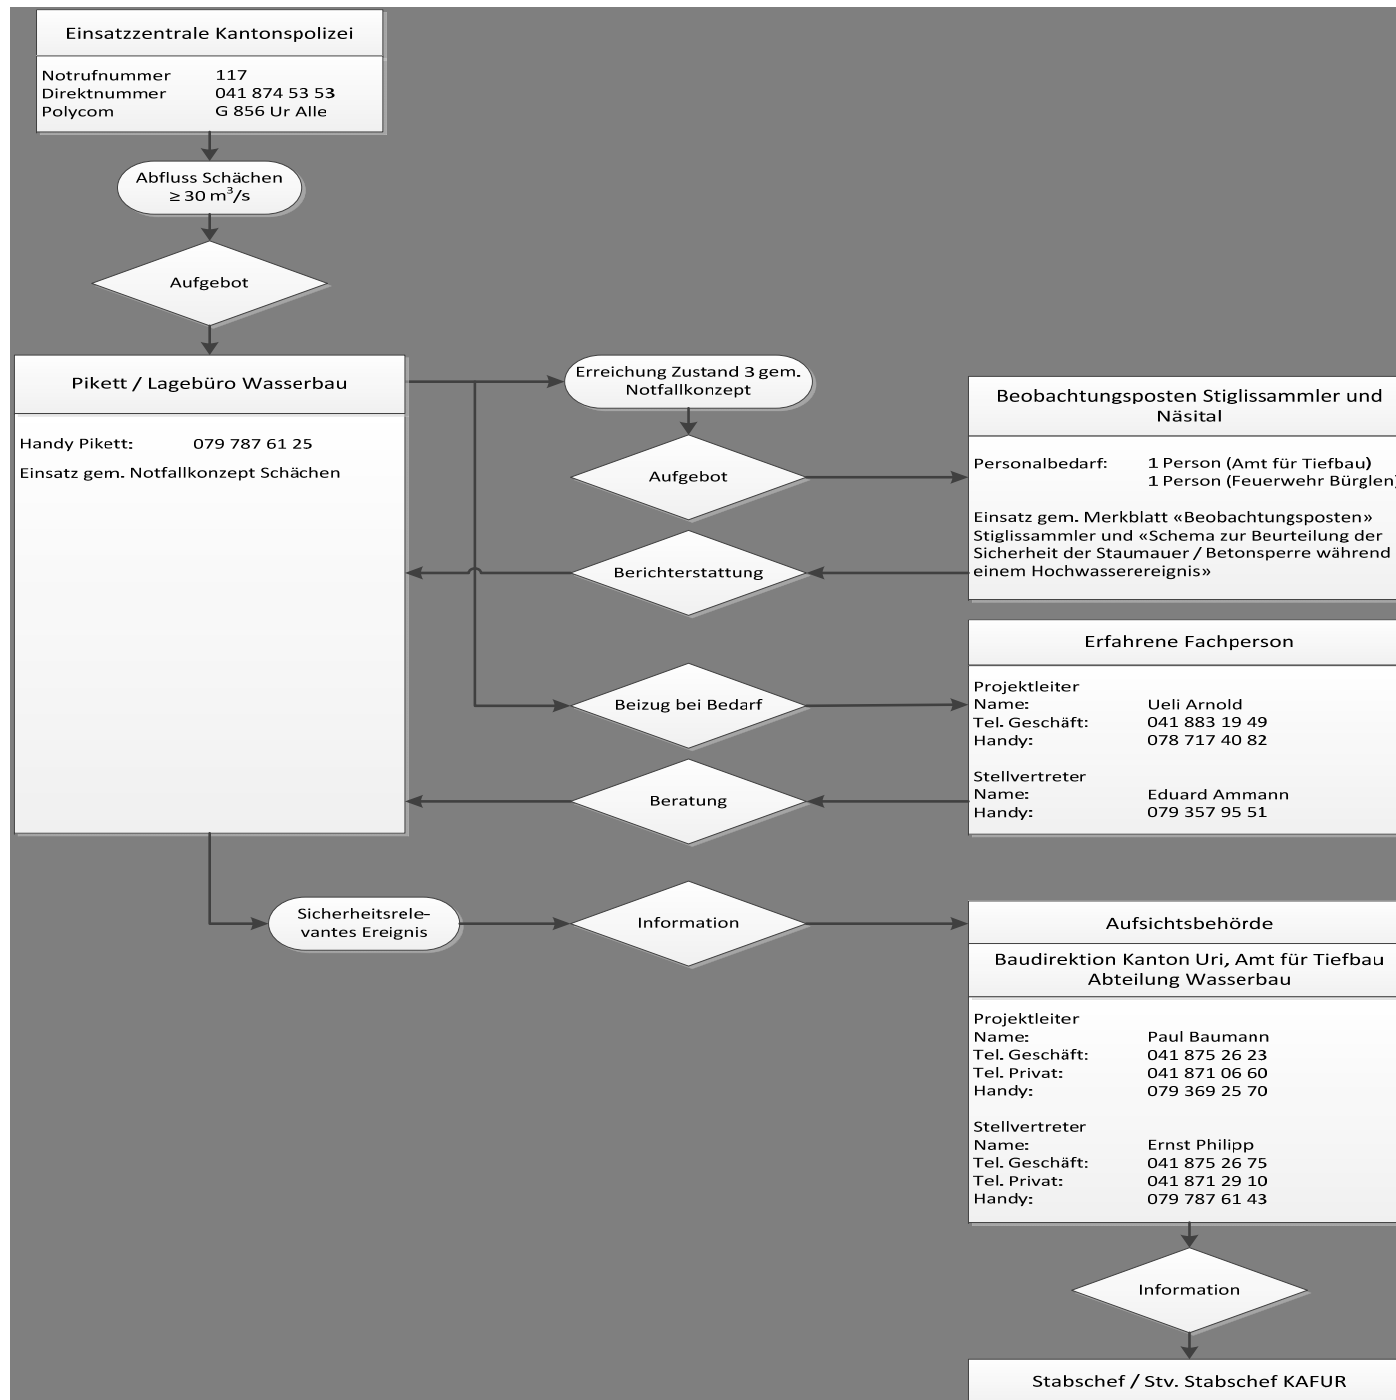 Einsatzzentrale Kantonspolizei
Notrufnummer 117
Direktnummer 041 874 53 53
Polycom G 856 Ur Alle
Abfluss Schächen
≥ 30 m³/s
Aufgebot
Pikett / Lagebüro Wasserbau
Handy Pikett: 079 787 61 25
Einsatz gem. Notfallkonzept Schächen
Erreichung Zustand 3 gem.
Notfallkonzept
Aufgebot
Beobachtungsposten Stiglissammler und
Näsital
Personalbedarf: 1 Person (Amt für Tiefbau)
1 Person (Feuerwehr Bürglen)
Einsatz gem. Merkblatt «Beobachtungsposten»
Stiglissammler und «Schema zur Beurteilung der
Sicherheit der Staumauer / Betonsperre während
einem Hochwasserereignis»
Berichterstattung
Erfahrene Fachperson
Projektleiter
Name: Ueli Arnold
Tel. Geschäft: 041 883 19 49
Handy: 078 717 40 82
Stellvertreter
Name: Eduard Ammann
Handy: 079 357 95 51
Beizug bei Bedarf
Beratung
Sicherheitsrele-
vantes Ereignis
Information
Aufsichtsbehörde
Baudirektion Kanton Uri, Amt für Tiefbau
Abteilung Wasserbau
Projektleiter
Name: Paul Baumann
Tel. Geschäft: 041 875 26 23
Tel. Privat: 041 871 06 60
Handy: 079 369 25 70
Stellvertreter
Name: Ernst Philipp
Tel. Geschäft: 041 875 26 75
Tel. Privat: 041 871 29 10
Handy: 079 787 61 43
Information
Stabschef / Stv. Stabschef KAFUR